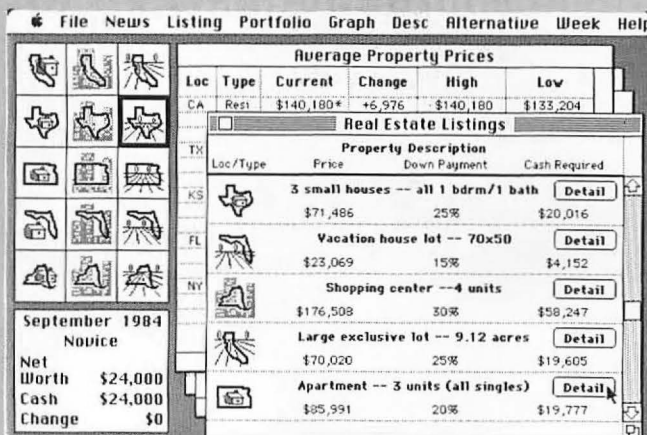 File News Listing Portfolio Graph Desc Alternative Week Help
Average Property Prices
Loc Type Current Change High Low
CA Resi $140,180* +6,976 $140,180 $133,204
TX
KS
FL
NY
Real Estate Listings
Property Description
Loc/Type Price Down Payment Cash Required
3 small houses -- all 1 bdrm/1 bath Detail
$71,486 25% $20,016
Vacation house lot -- 70x50 Detail
$23,069 15% $4,152
Shopping center --4 units Detail
$176,508 30% $58,247
Large exclusive lot -- 9.12 acres Detail
$70,020 25% $19,605
Apartment -- 3 units (all singles) Detail
$85,991 20% $19,777
September 1984
Novice
Net
Worth $24,000
Cash $24,000
Change $0